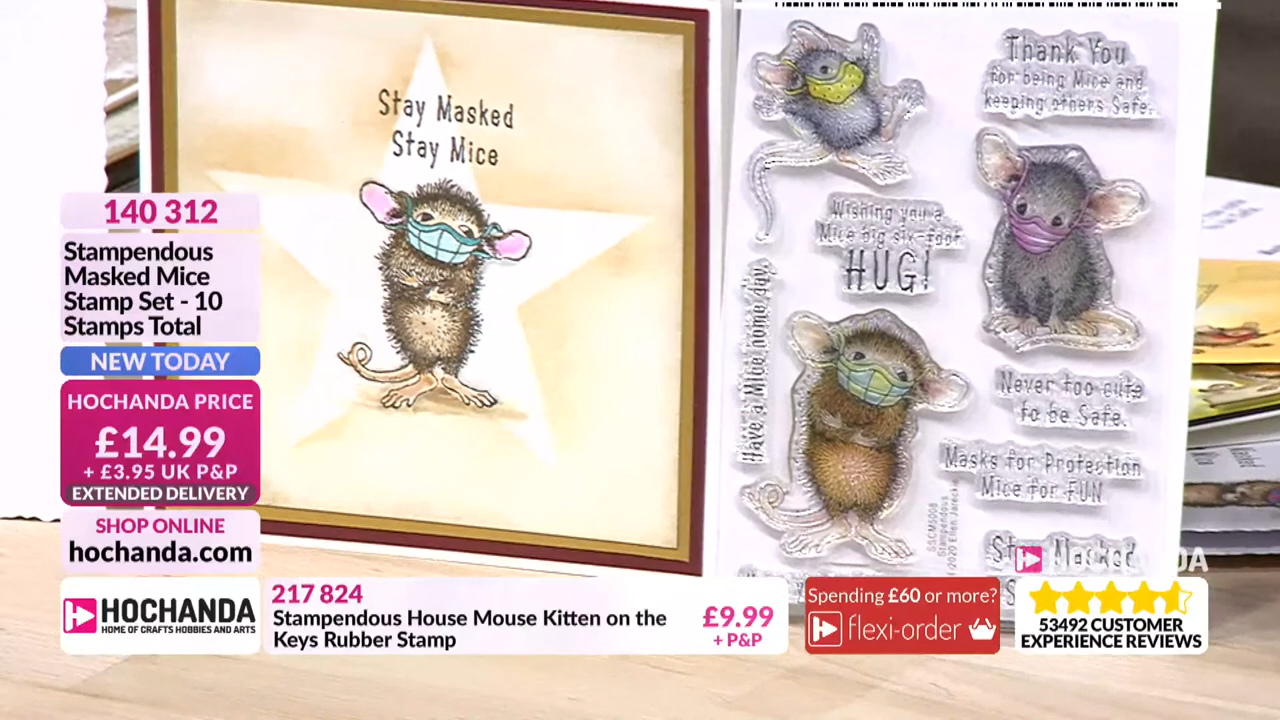 Stay Masked
Stay Mice
Thank You
for being Mice and
keeping others Safe.
Wishing you a
Mice big six-foot
HUG!
Have a Mice home day.
Never too cute
to be Safe.
Masks for Protection
Mice for FUN
SSCM5008
Stampendous
Stay Masked
140 312
Stampendous
Masked Mice
Stamp Set - 10
Stamps Total
NEW TODAY
HOCHANDA PRICE
£14.99
+ £3.95 UK P&P
EXTENDED DELIVERY
SHOP ONLINE
hochanda.com
HOCHANDA
HOME OF CRAFTS HOBBIES AND ARTS
217 824
Stampendous House Mouse Kitten on the
Keys Rubber Stamp
£9.99
+ P&P
Spending £60 or more?
flexi-order
53492 CUSTOMER
EXPERIENCE REVIEWS